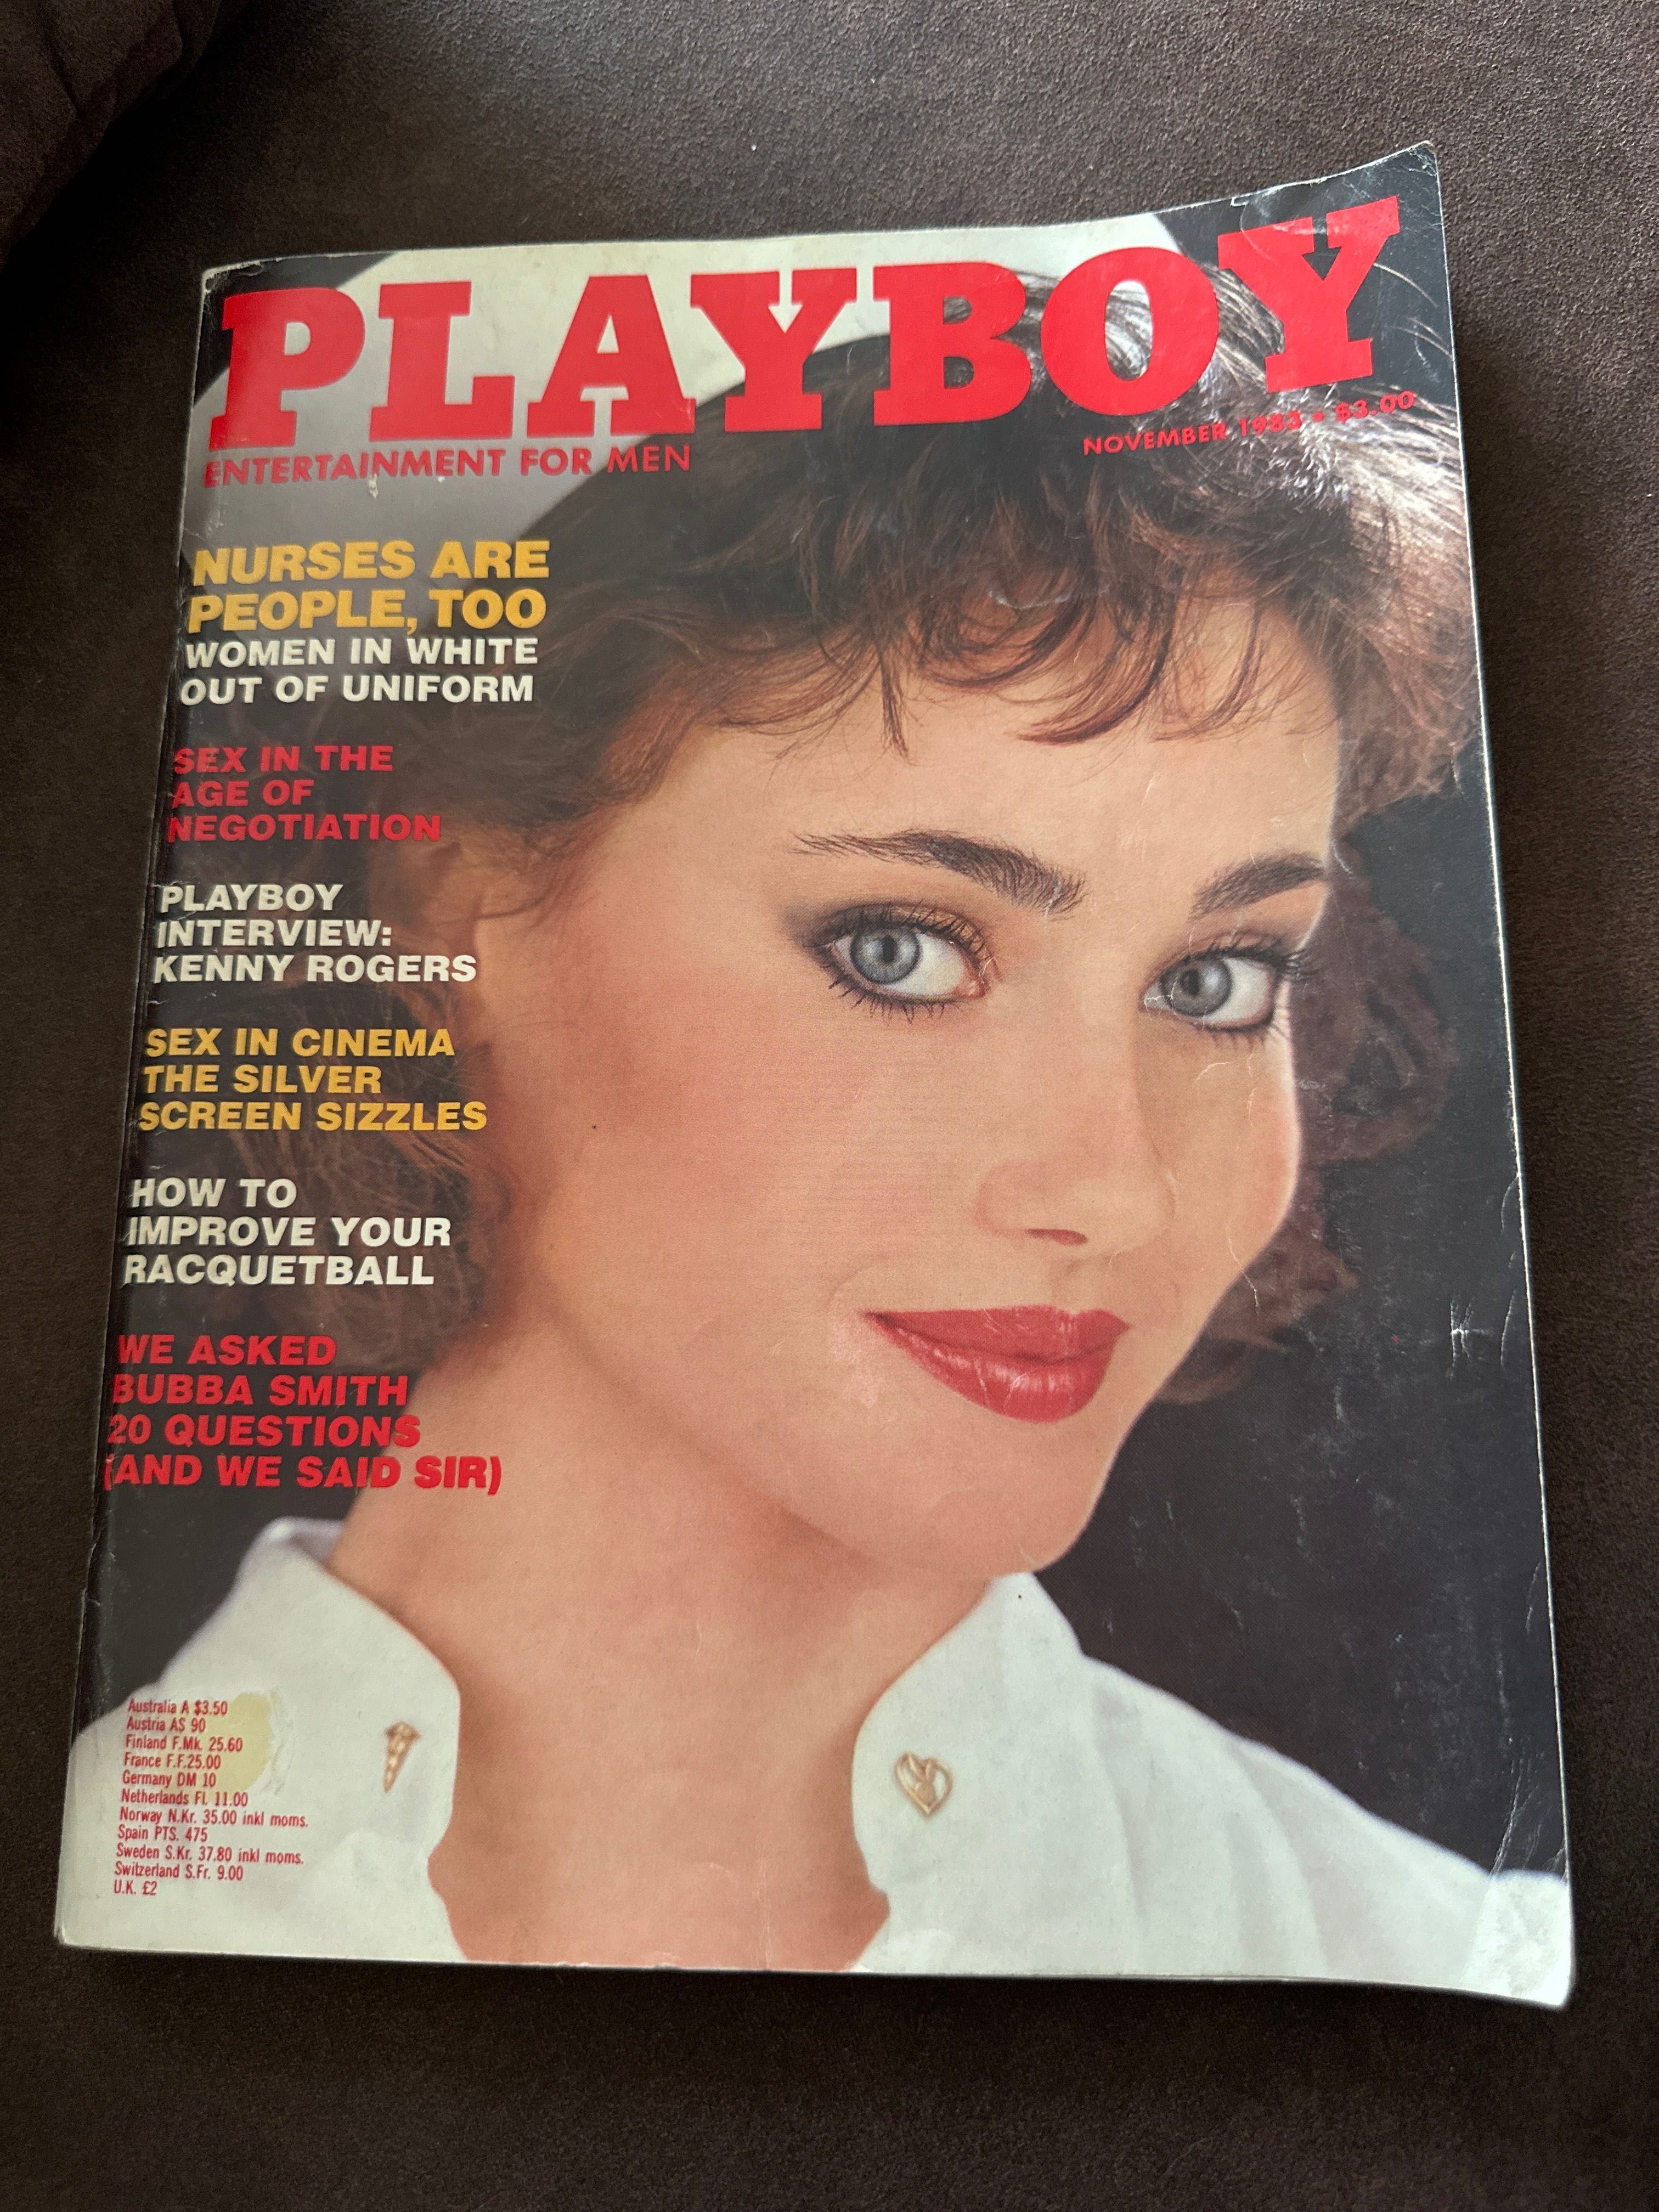 PLAYBOY
ENTERTAINMENT FOR MEN
NOVEMBER 1983 • $3.00
NURSES ARE
PEOPLE, TOO
WOMEN IN WHITE
OUT OF UNIFORM
SEX IN THE
AGE OF
NEGOTIATION
PLAYBOY
INTERVIEW:
KENNY ROGERS
SEX IN CINEMA
THE SILVER
SCREEN SIZZLES
HOW TO
IMPROVE YOUR
RACQUETBALL
WE ASKED
BUBBA SMITH
20 QUESTIONS
(AND WE SAID SIR)
Australia A $3.50
Austria AS 90
Finland F.Mk. 25.60
France F.F.25.00
Germany DM 10
Netherlands Fl. 11.00
Norway N.Kr. 35.00 inkl moms.
Spain PTS. 475
Sweden S.Kr. 37.80 inkl moms.
Switzerland S.Fr. 9.00
U.K. £2